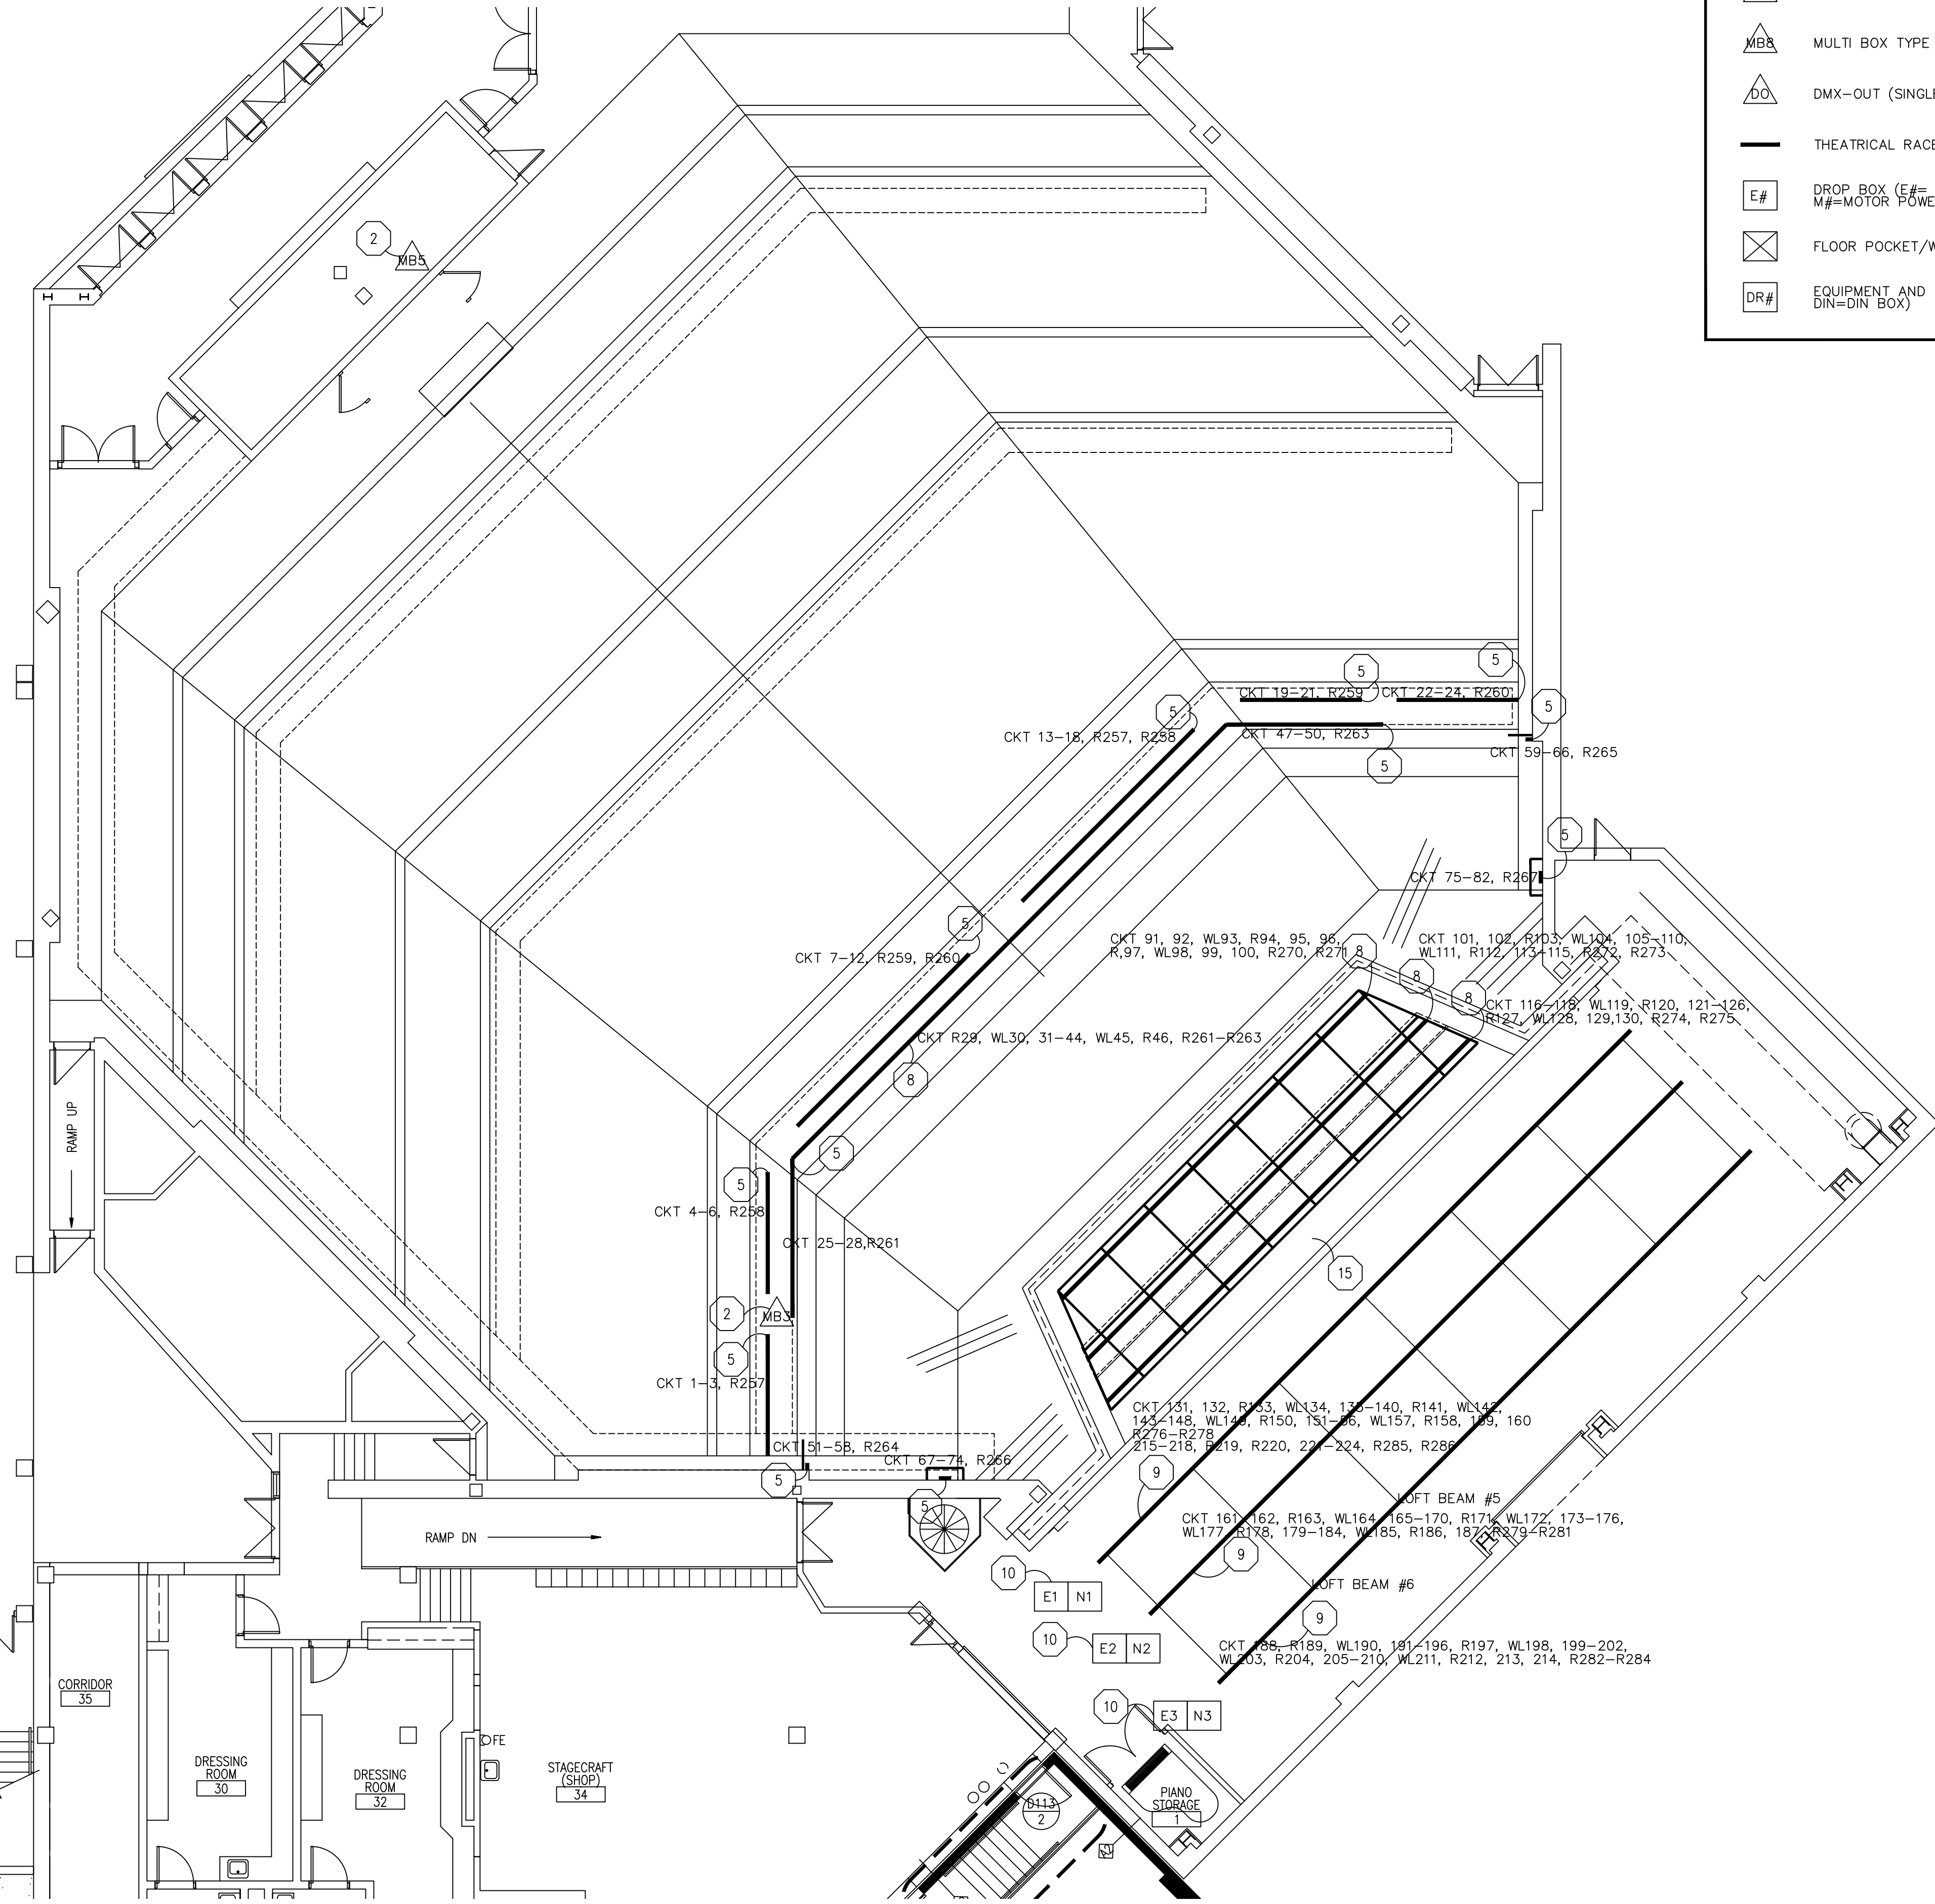 MB8
MULTI BOX TYPE
DO
DMX-OUT (SINGLE
THEATRICAL RACE
E#
DROP BOX (E#=
M#=MOTOR POWE
FLOOR POCKET/W
DR#
EQUIPMENT AND
DIN=DIN BOX)
2
MB5
5
5
5
5
CKT 19-21, R259
CKT 22-24, R260
CKT 13-18, R257, R258
CKT 47-50, R263
CKT 59-66, R265
5
5
CKT 75-82, R267
5
CKT 7-12, R259, R260
CKT 91, 92, WL93, R94, 95, 96,
R,97, WL98, 99, 100, R270, R271
8
CKT 101, 102, R103, WL104, 105-110,
WL111, R112, 113-115, R272, R273
8
8
CKT 116-118, WL119, R120, 121-126,
R127, WL128, 129,130, R274, R275
CKT R29, WL30, 31-44, WL45, R46, R261-R263
8
RAMP UP
5
5
CKT 4-6, R258
CKT 25-28,R261
15
2
MB3
5
CKT 1-3, R257
CKT 131, 132, R133, WL134, 135-140, R141, WL142,
143-148, WL149, R150, 151-56, WL157, R158, 159, 160
R276-R278
215-218, R219, R220, 221-224, R285, R286
CKT 51-58, R264
CKT 67-74, R266
5
5
9
LOFT BEAM #5
CKT 161, 162, R163, WL164, 165-170, R171, WL172, 173-176,
WL177, R178, 179-184, WL185, R186, 187, R279-R281
RAMP DN
9
10
E1 N1
LOFT BEAM #6
9
10
E2 N2
CKT 188, R189, WL190, 191-196, R197, WL198, 199-202,
WL203, R204, 205-210, WL211, R212, 213, 214, R282-R284
10
E3 N3
CORRIDOR
35
FE
DRESSING
ROOM
30
DRESSING
ROOM
32
STAGECRAFT
(SHOP)
34
PIANO
STORAGE
1
D113
2